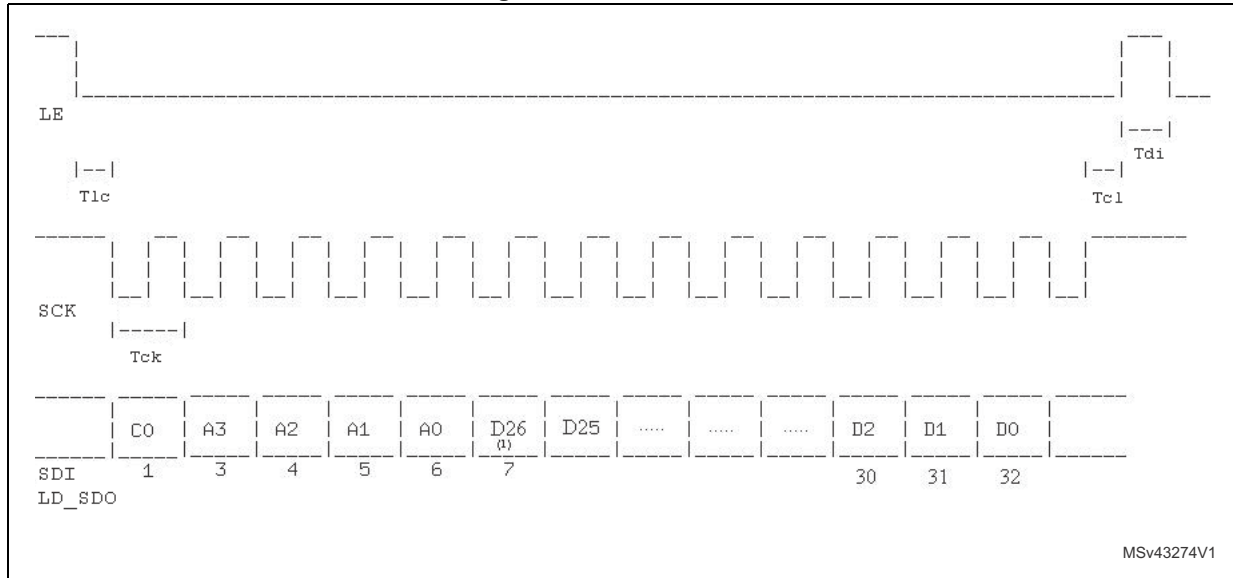 LE
Tdi
Tlc
Tcl
SCK
Tck
C0 A3 A2 A1 A0 D26 D25 ..... ..... ..... D2 D1 D0
(1)
SDI 1 3 4 5 6 7 30 31 32
LD_SDO
MSv43274V1